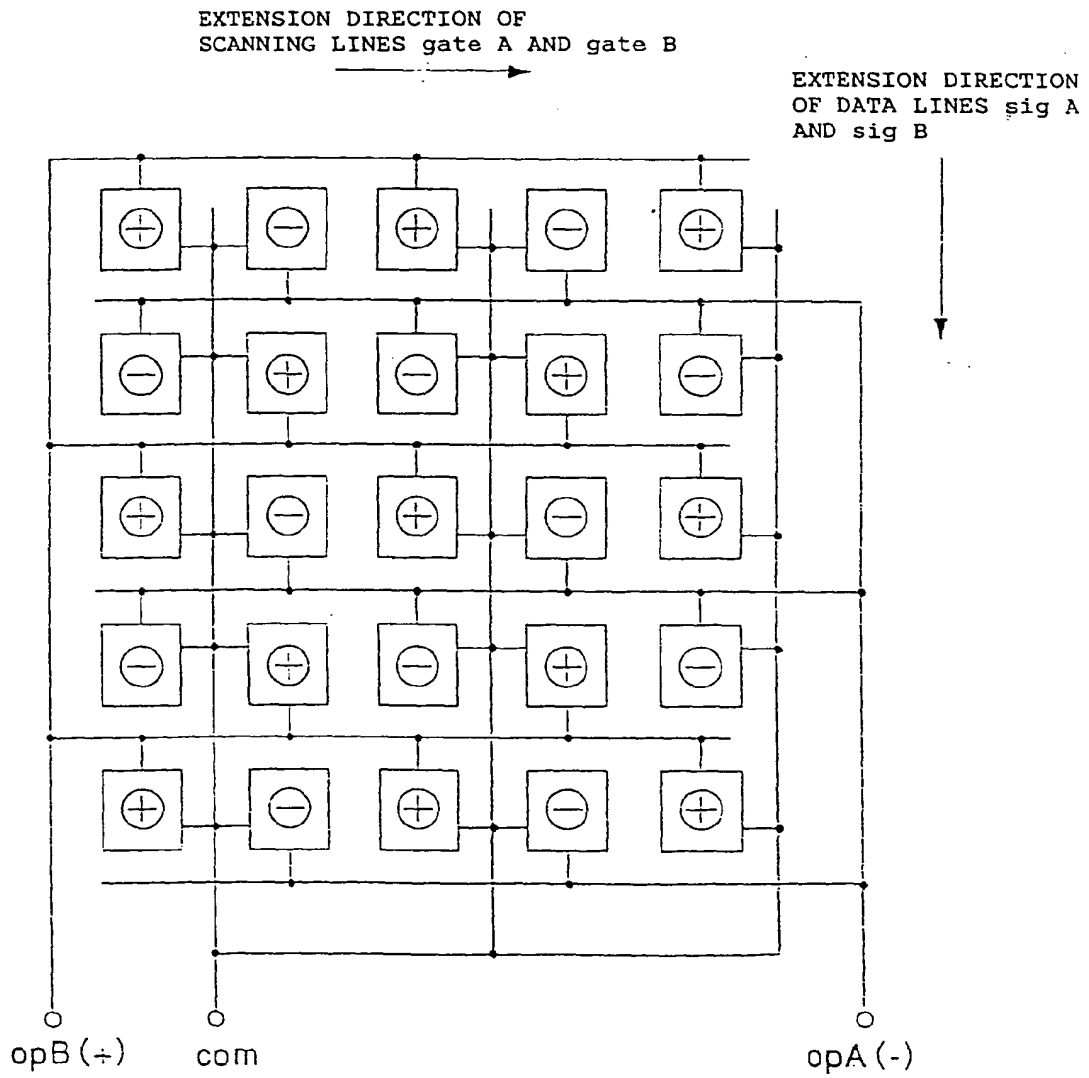 EXTENSION DIRECTION OF
SCANNING LINES gate A AND gate B
EXTENSION DIRECTION
OF DATA LINES sig A
AND sig B
+ − + − +
− + − + −
+ − + − +
− + − + −
+ − + − +
opB (÷)
com
opA (-)